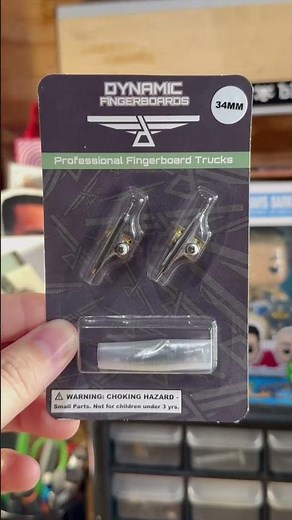 DYNAMIC
FINGERBOARDS
34MM
Professional Fingerboard Trucks
WARNING: CHOKING HAZARD -
Small Parts. Not for children under 3 yrs.